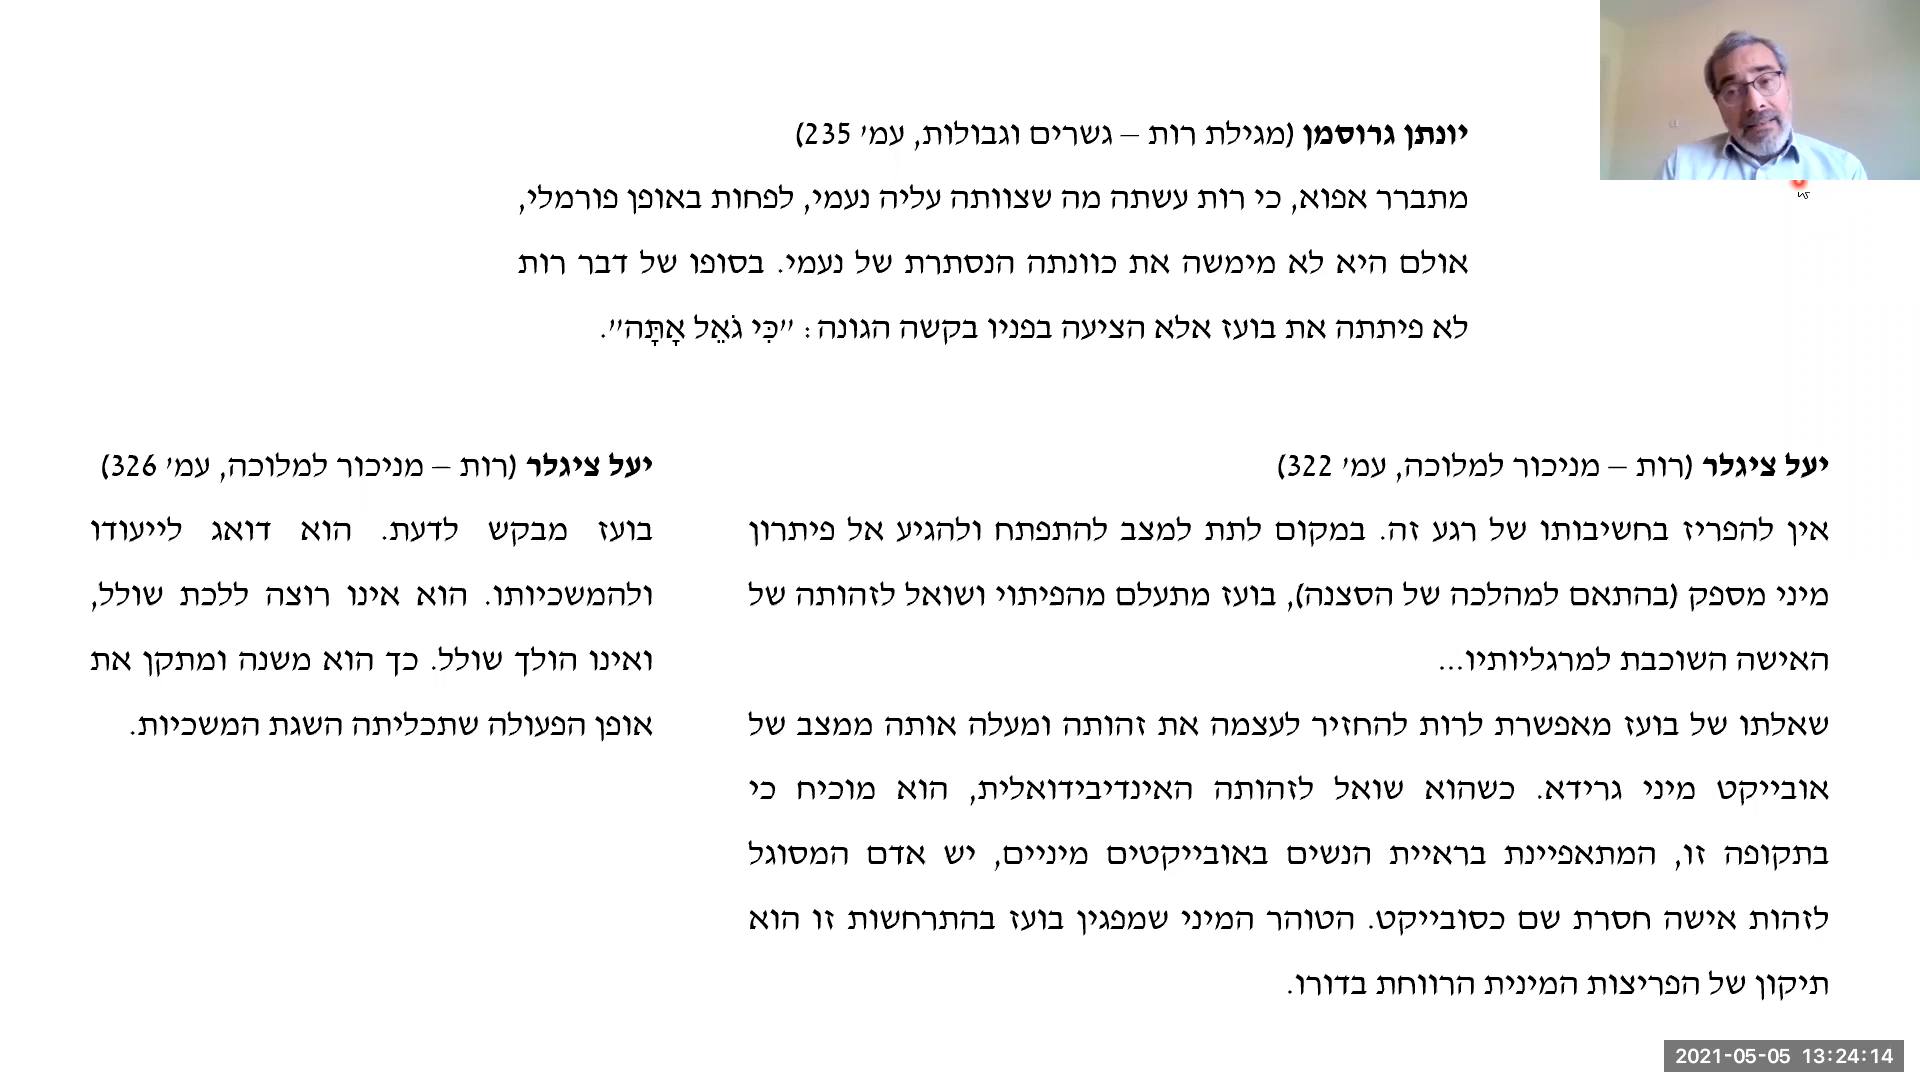 יונתן גרוסמן (מגילת רות – גשרים וגבולות, עמ' 235)
מתברר אפוא, כי רות עשתה מה שצוותה עליה נעמי, לפחות באופן פורמלי,
אולם היא לא מימשה את כוונתה הנסתרת של נעמי. בסופו של דבר רות
לא פיתתה את בועז אלא הציעה בפניו בקשה הגונה: "כִּי גֹאֵל אָתָּה".
יעל ציגלר (רות – מניכור למלוכה, עמ' 322)
אין להפריז בחשיבותו של רגע זה. במקום לתת למצב להתפתח ולהגיע אל פיתרון
מיני מספק (בהתאם למהלכה של הסצנה), בועז מתעלם מהפיתוי ושואל לזהותה של
האישה השוכבת למרגליותיו...
שאלתו של בועז מאפשרת לרות להחזיר לעצמה את זהותה ומעלה אותה ממצב של
אובייקט מיני גרידא. כשהוא שואל לזהותה האינדיבידואלית, הוא מוכיח כי
בתקופה זו, המתאפיינת בראיית הנשים באובייקטים מיניים, יש אדם המסוגל
לזהות אישה חסרת שם כסובייקט. הטוהר המיני שמפגין בועז בהתרחשות זו הוא
תיקון של הפריצות המינית הרווחת בדורו.
יעל ציגלר (רות – מניכור למלוכה, עמ' 326)
בועז מבקש לדעת. הוא דואג לייעודו
ולהמשכיותו. הוא אינו רוצה ללכת שולל,
ואינו הולך שולל. כך הוא משנה ומתקן את
אופן הפעולה שתכליתה השגת המשכיות.
2021-05-05 13:24:14